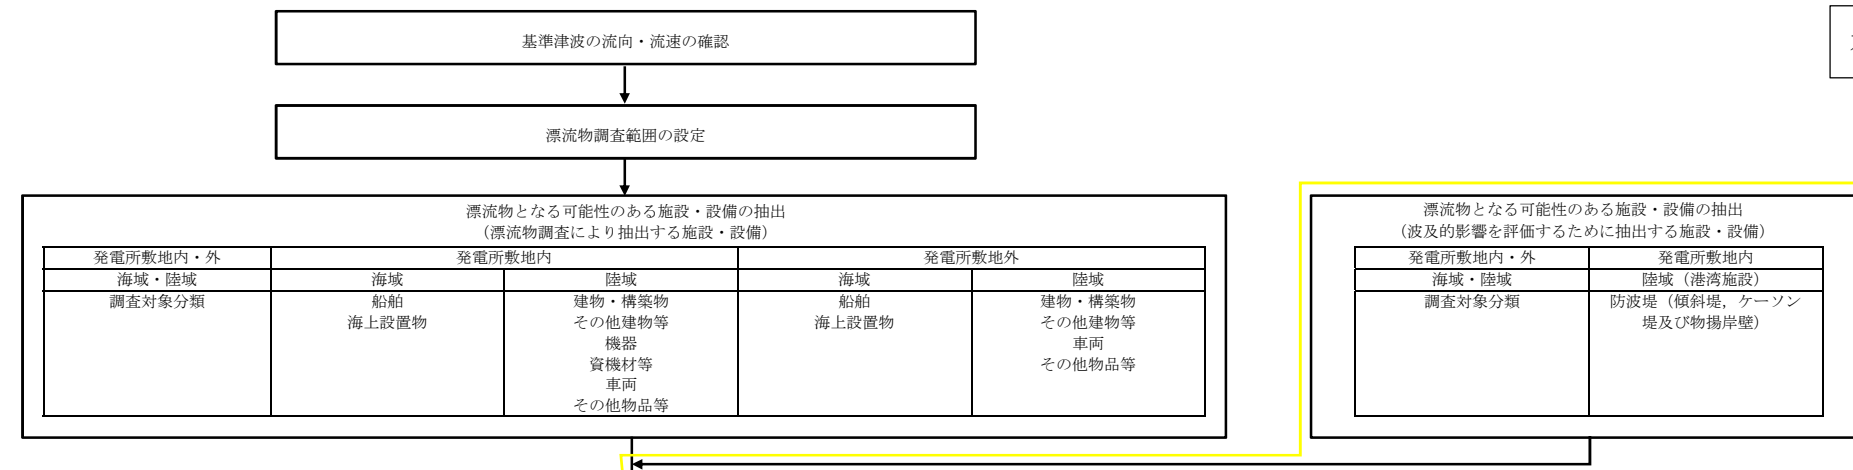 基準津波の流向・流速の確認
漂流物調査範囲の設定
漂流物となる可能性のある施設・設備の抽出
(漂流物調査により抽出する施設・設備)
発電所敷地内・外 発電所敷地内 発電所敷地外
海域・陸域 海域 陸域 海域 陸域
調査対象分類 船舶 建物・構築物 船舶 建物・構築物
海上設置物 その他建物等 海上設置物 その他建物等
機器 車両
資機材等 その他物品等
車両
その他物品等
漂流物となる可能性のある施設・設備の抽出
(波及的影響を評価するために抽出する施設・設備)
発電所敷地内・外 発電所敷地内
海域・陸域 陸域(港湾施設)
調査対象分類 防波堤(傾斜堤,ケーソン
堤及び物揚岸壁)